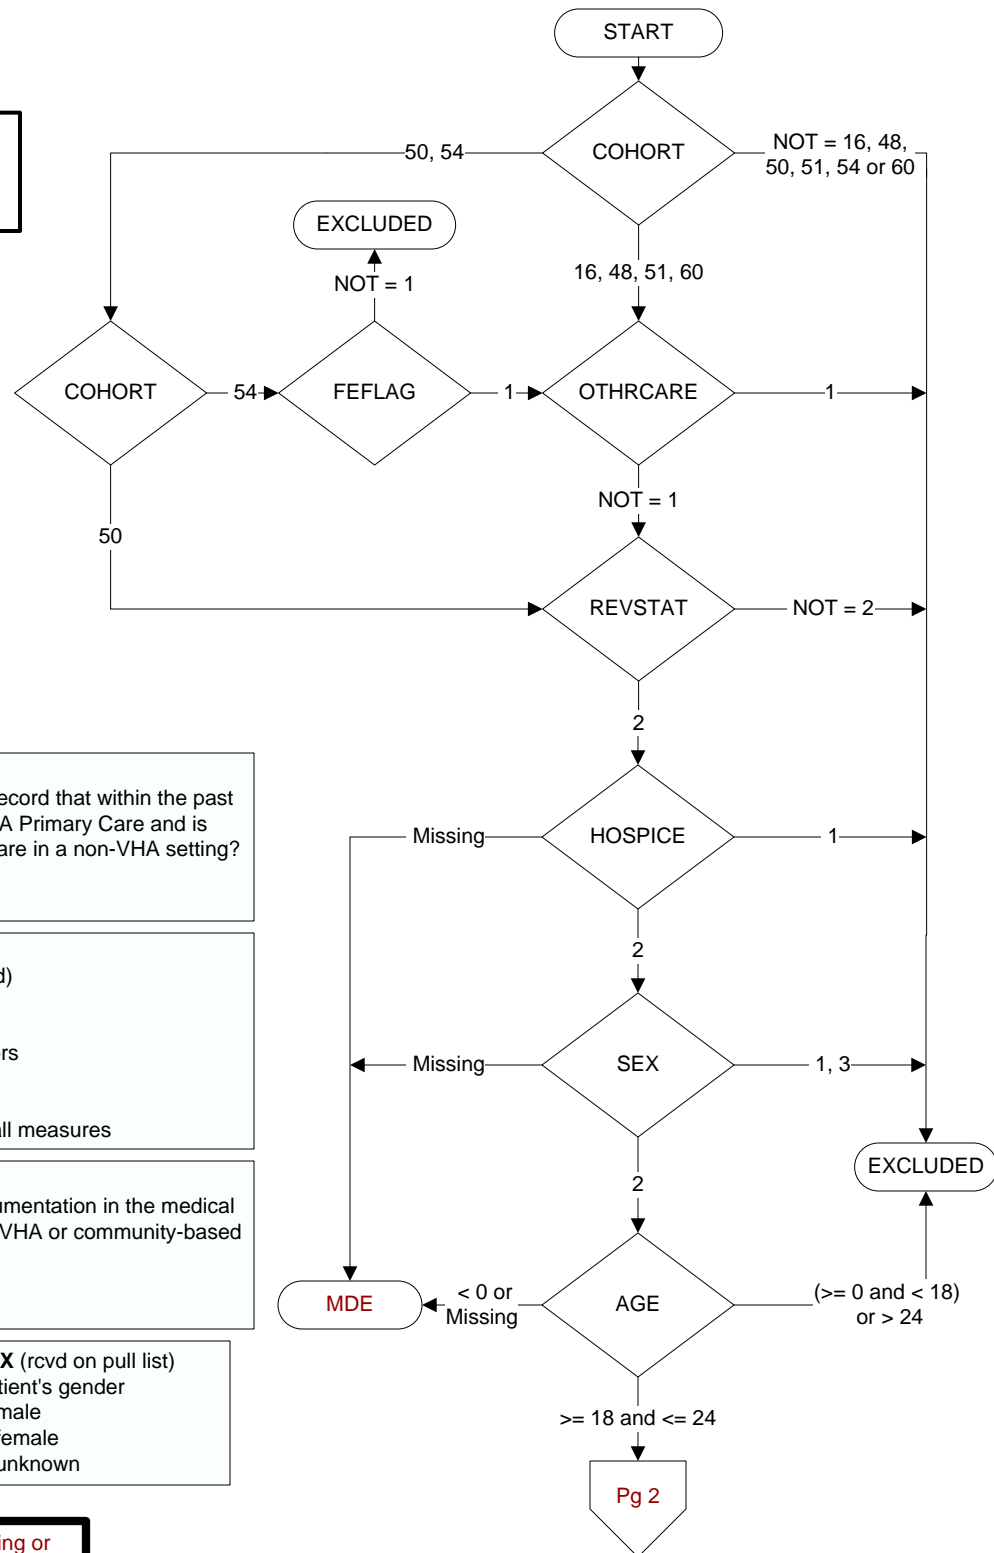 START
COHORT
50, 54
NOT = 16, 48,
50, 51, 54 or 60
EXCLUDED
NOT = 1
16, 48, 51, 60
COHORT
54
FEFLAG
1
OTHRCARE
1
NOT = 1
50
REVSTAT
NOT = 2
2
ecord that within the past
A Primary Care and is
are in a non-VHA setting?
Missing
HOSPICE
1
2
d)
rs
all measures
Missing
SEX
1, 3
EXCLUDED
umentation in the medical
VHA or community-based
2
MDE
< 0 or
Missing
AGE
(>= 0 and < 18)
or > 24
X (rcvd on pull list)
tient's gender
male
female
unknown
>= 18 and <= 24
Pg 2
ing or